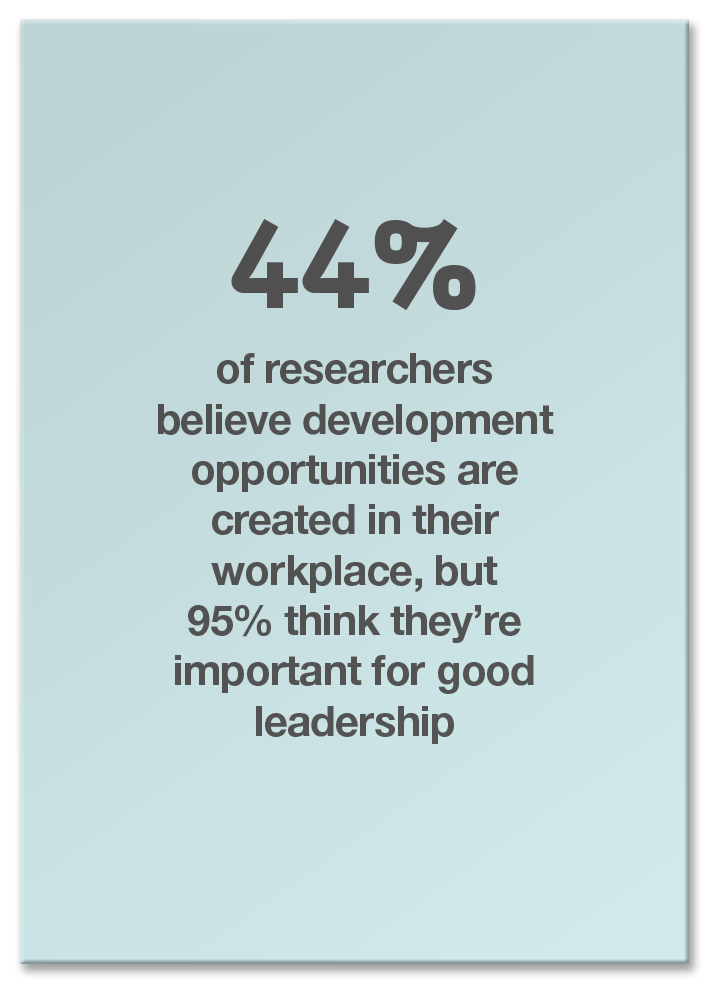 44%
of researchers
believe development
opportunities are
created in their
workplace, but
95% think they’re
important for good
leadership